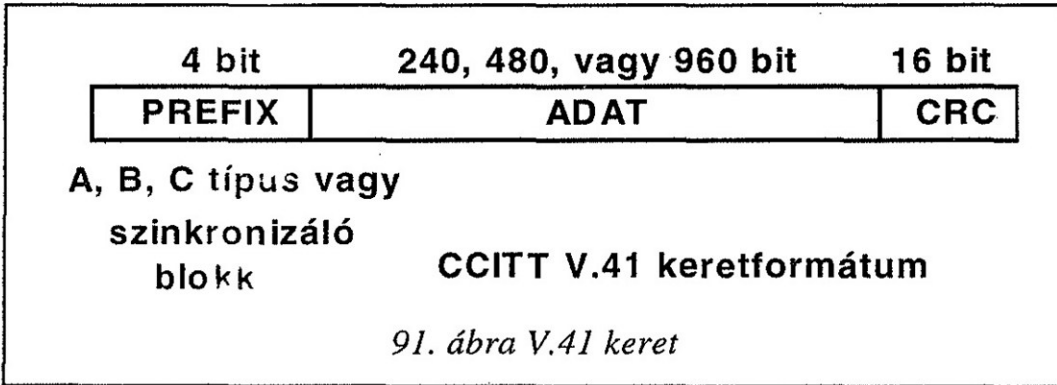 4 bit 240, 480, vagy 960 bit 16 bit
PREFIX ADAT CRC
A, B, C típus vagy
szinkronizáló
blokk
CCITT V.41 keretformátum
91. ábra V.41 keret